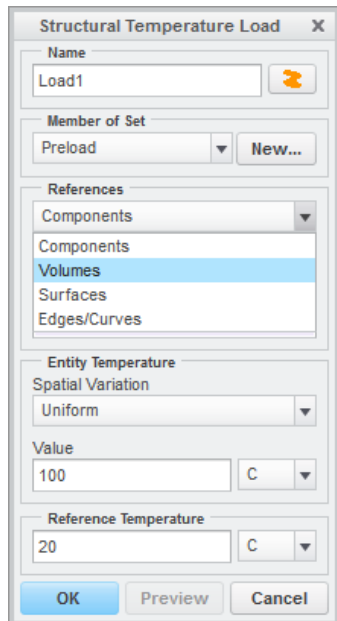 Structural Temperature Load X
Name
Load1
Member of Set
Preload New...
References
Components
Components
Volumes
Surfaces
Edges/Curves
Entity Temperature
Spatial Variation
Uniform
Value
100 C
Reference Temperature
20 C
OK Preview Cancel